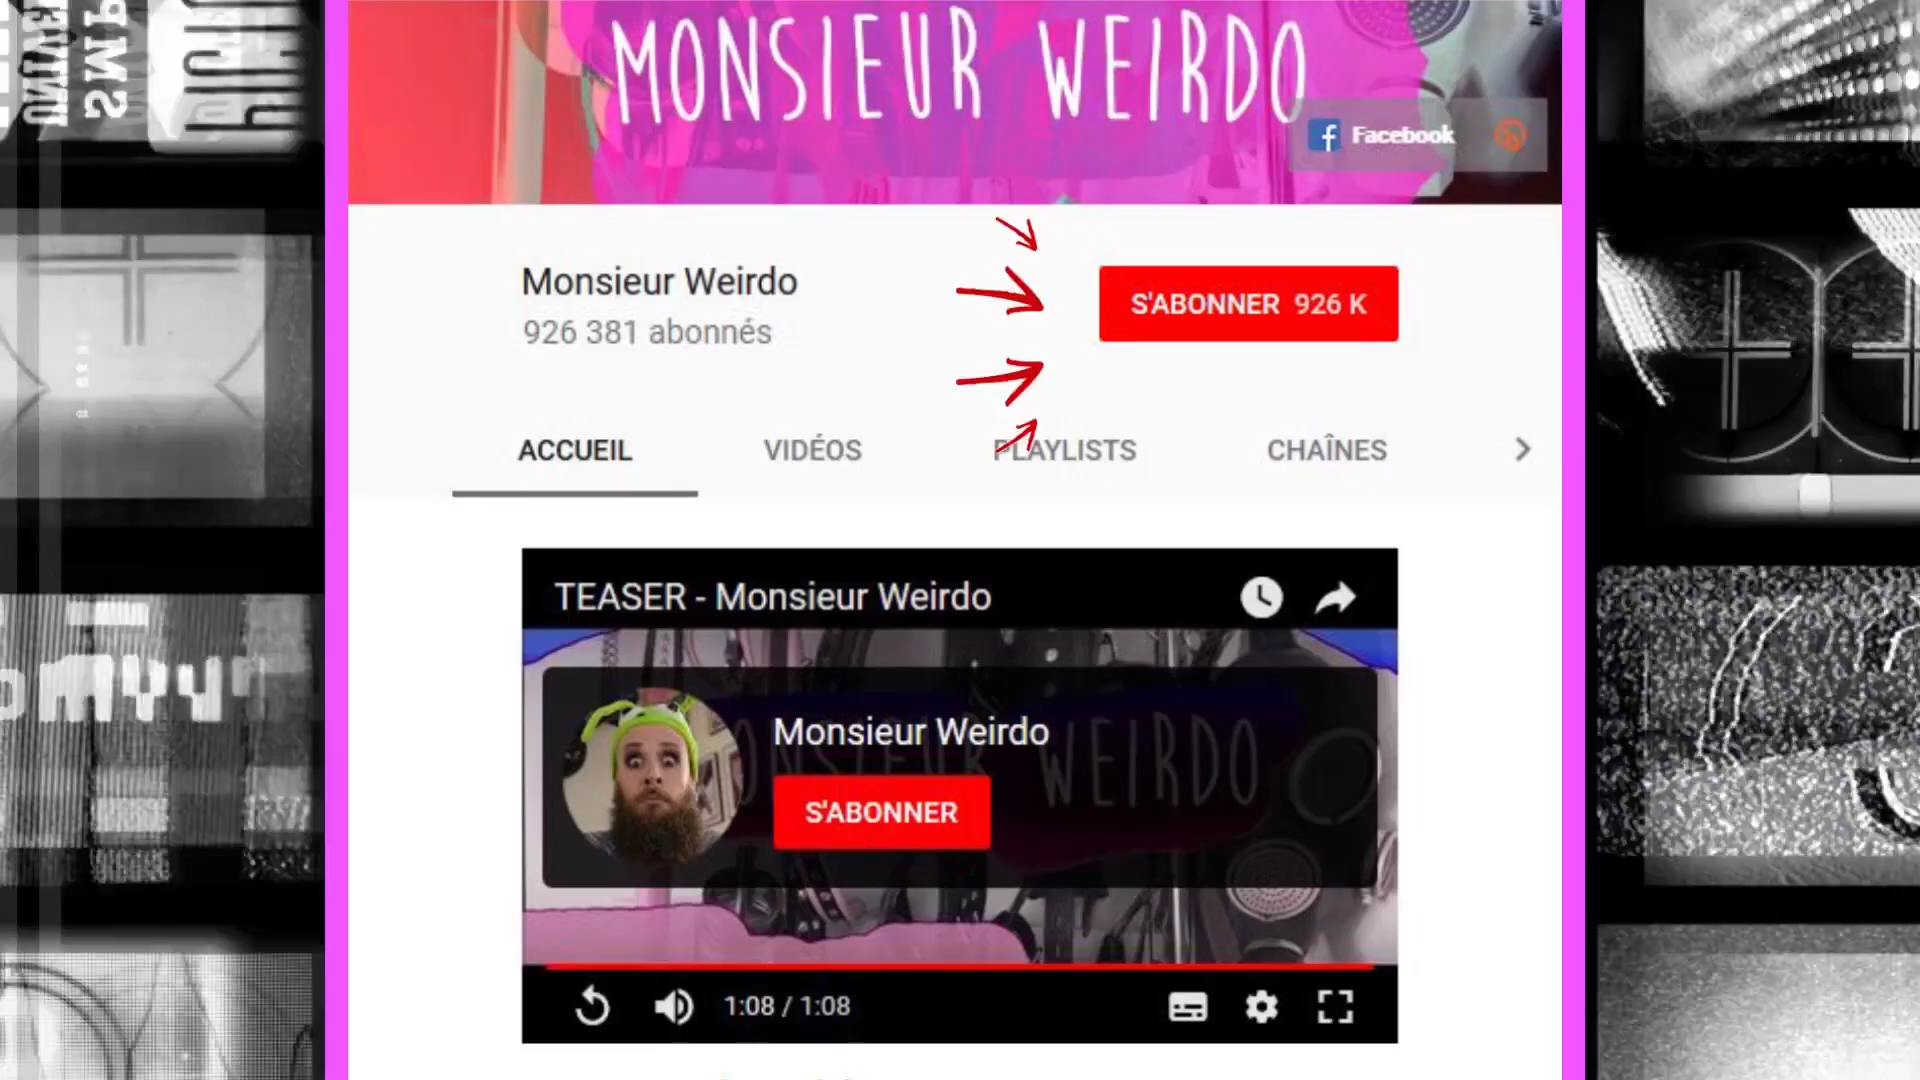 MONSIEUR WEIRDO
Facebook
Monsieur Weirdo
926 381 abonnés
S'ABONNER 926 K
ACCUEIL VIDÉOS PLAYLISTS CHAÎNES
TEASER - Monsieur Weirdo
Monsieur Weirdo
WEIRDO
S'ABONNER
1:08 / 1:08